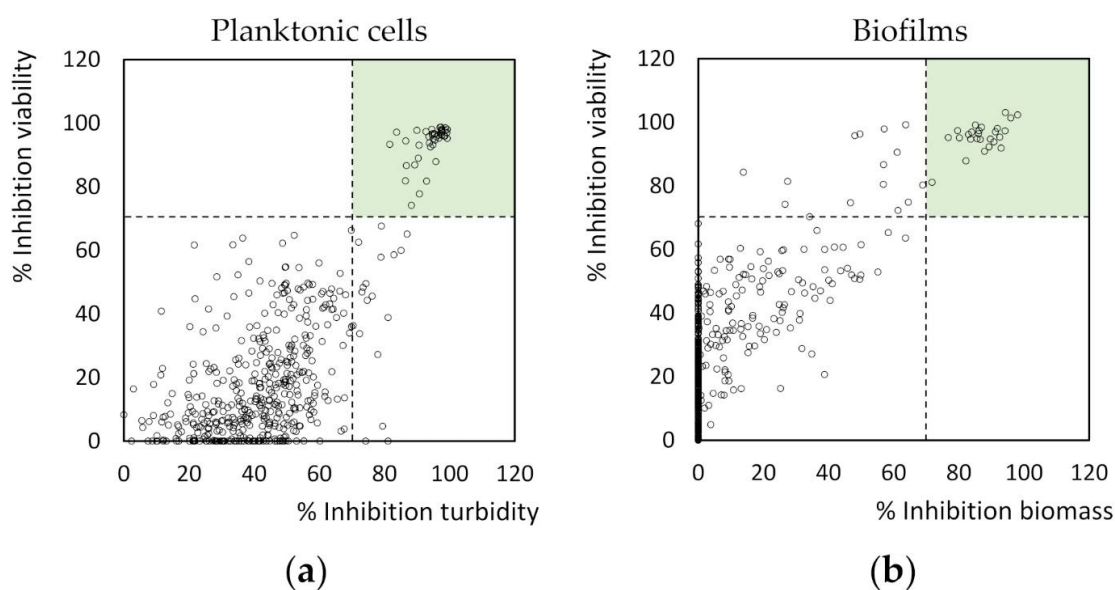 Planktonic cells
% Inhibition viability
120
100
80
60
40
20
0
0 20 40 60 80 100 120
% Inhibition turbidity
(a)
Biofilms
% Inhibition viability
120
100
80
60
40
20
0
0 20 40 60 80 100 120
% Inhibition biomass
(b)